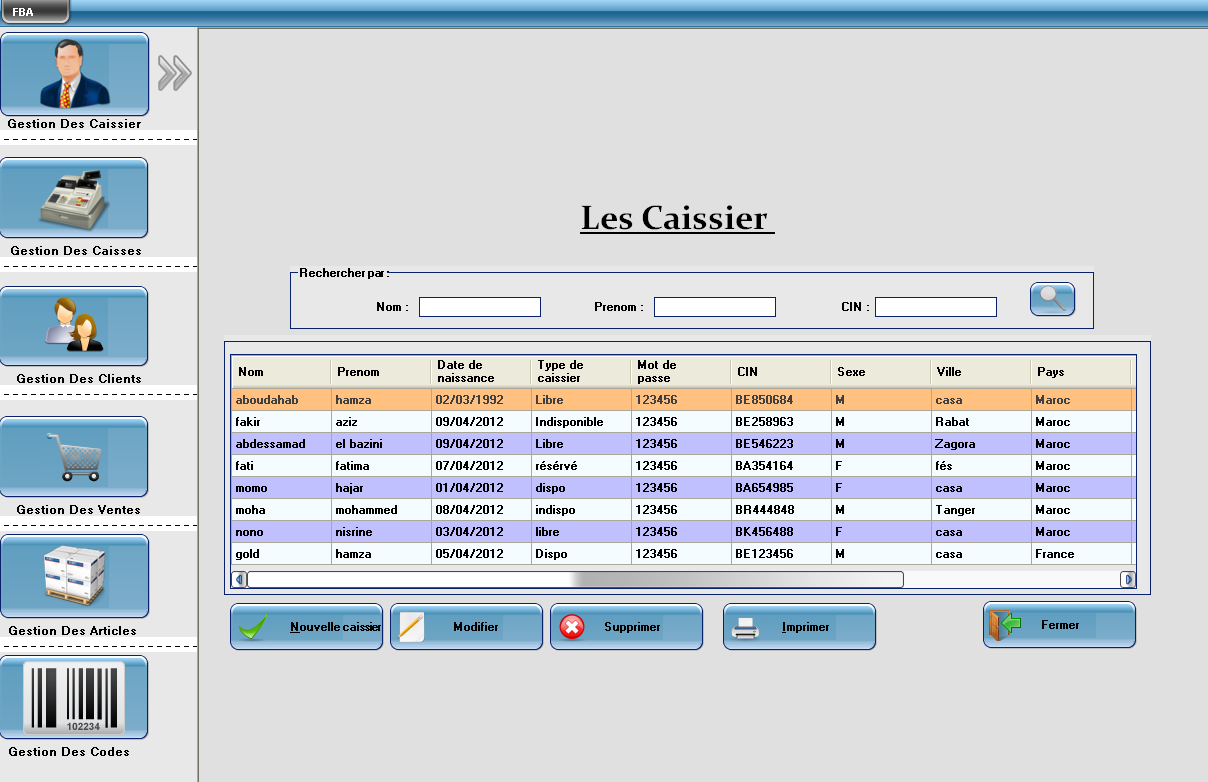 FBA
Gestion Des Caissier
Gestion Des Caisses
Gestion Des Clients
Gestion Des Ventes
Gestion Des Articles
102234
Gestion Des Codes
Les Caissier
Rechercher par :
Nom : Prenom : CIN :
Nom Prenom Date de naissance Type de caissier Mot de passe CIN Sexe Ville Pays
aboudahab hamza 02/03/1992 Libre 123456 BE850684 M casa Maroc
fakir aziz 09/04/2012 Indisponible 123456 BE258963 M Rabat Maroc
abdessamad el bazini 09/04/2012 Libre 123456 BE546223 M Zagora Maroc
fati fatima 07/04/2012 résérvé 123456 BA354164 F fés Maroc
momo hajar 01/04/2012 dispo 123456 BA654985 F casa Maroc
moha mohammed 08/04/2012 indispo 123456 BR444848 M Tanger Maroc
nono nisrine 03/04/2012 libre 123456 BK456488 F casa Maroc
gold hamza 05/04/2012 Dispo 123456 BE123456 M casa France
Nouvelle caissier Modifier Supprimer Imprimer Fermer